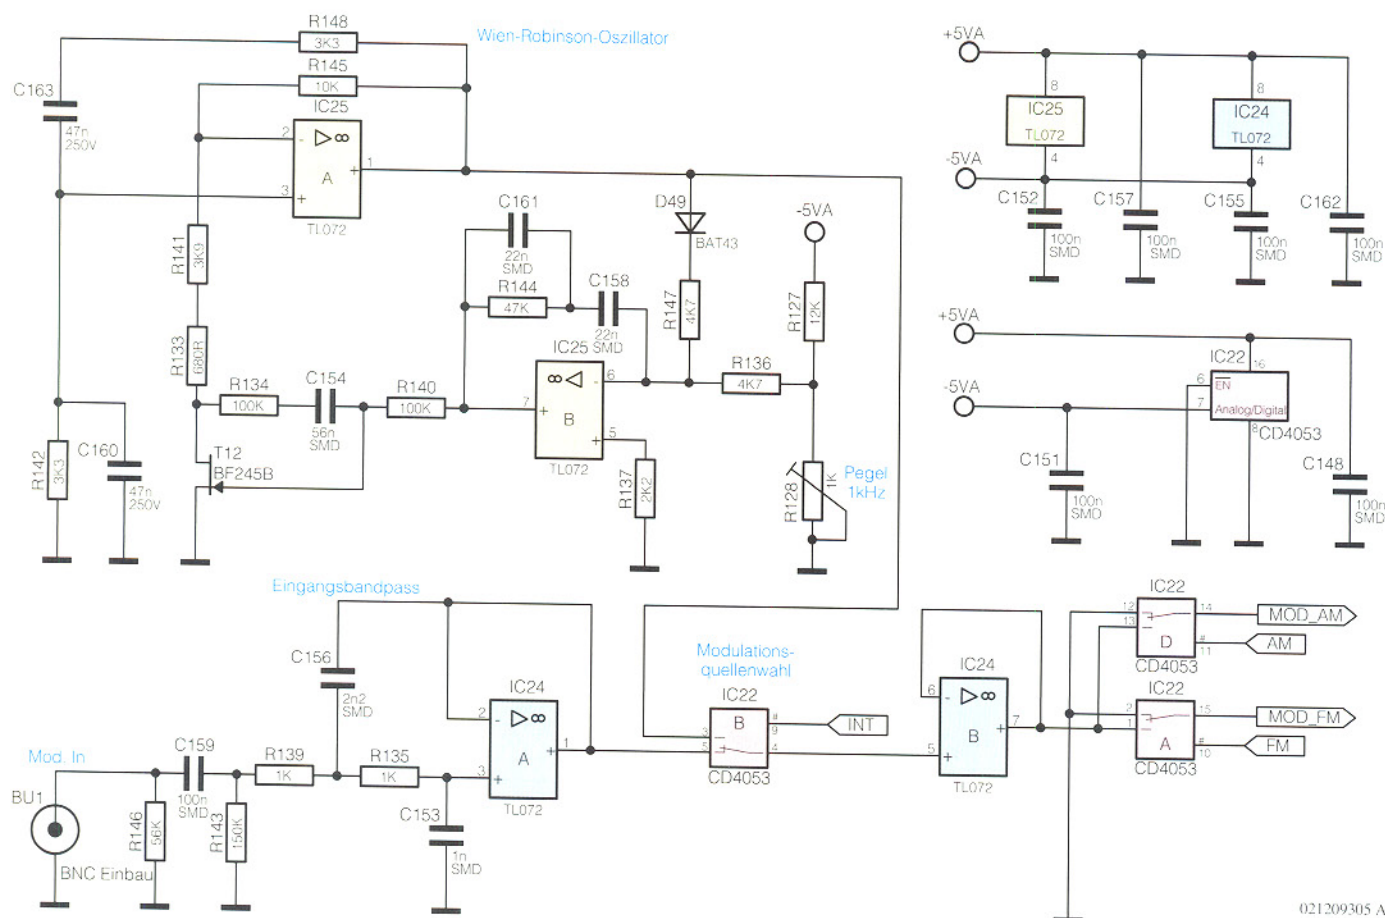 R148
3K3
Wien-Robinson-Oszillator
R145
10K
C163
47n
250V
IC25
2
-
∞
A
+
1
3
+
TL072
R141
3K9
R133
680R
R134
100K
C154
56n
SMD
R140
100K
T12
BF245B
R142
3K3
C160
47n
250V
C161
22n
SMD
R144
47K
C158
22n
SMD
IC25
∞
-
6
7
+
B
+
5
TL072
R137
2K2
D49
BAT43
R147
4K7
R136
4K7
-5VA
R127
12K
R128
1K
Pegel
1kHz
+5VA
8
IC25
TL072
4
8
IC24
TL072
4
-5VA
C152
100n
SMD
C157
100n
SMD
C155
100n
SMD
C162
100n
SMD
+5VA
-5VA
IC22
16
6
EN
7
Analog/Digital
8
CD4053
C151
100n
SMD
C148
100n
SMD
Eingangsbandpass
C156
2n2
SMD
Mod. In
BU1
BNC Einbau
R146
56K
C159
100n
SMD
R143
150K
R139
1K
R135
1K
C153
1n
SMD
IC24
2
-
∞
A
+
1
3
+
TL072
Modulations-
quellenwahl
IC22
3
B
#
9
INT
5
4
CD4053
IC24
6
-
∞
B
+
7
5
+
TL072
IC22
12
13
14
MOD_AM
D
#
11
AM
CD4053
IC22
2
1
15
MOD_FM
A
#
10
FM
CD4053
021209305 A